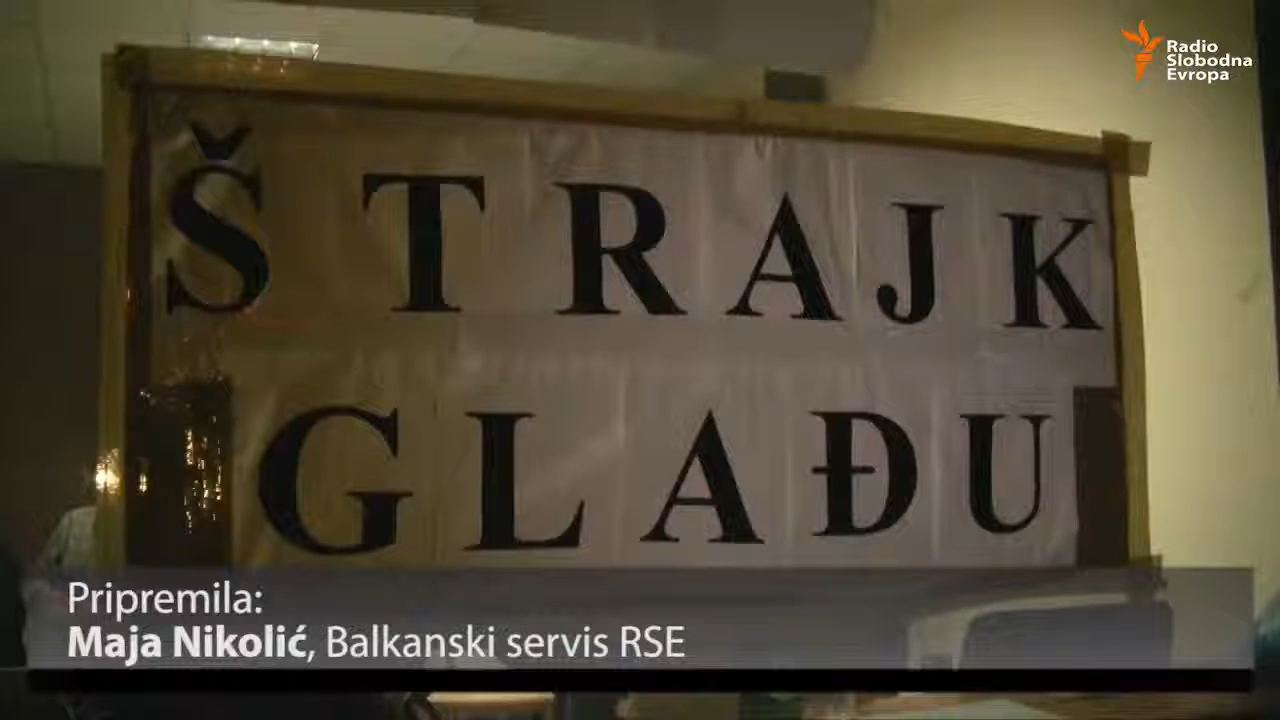 Radio
Slobodna
Evropa
ŠTRAJK
GLAĐU
Pripremila:
Maja Nikolić, Balkanski servis RSE